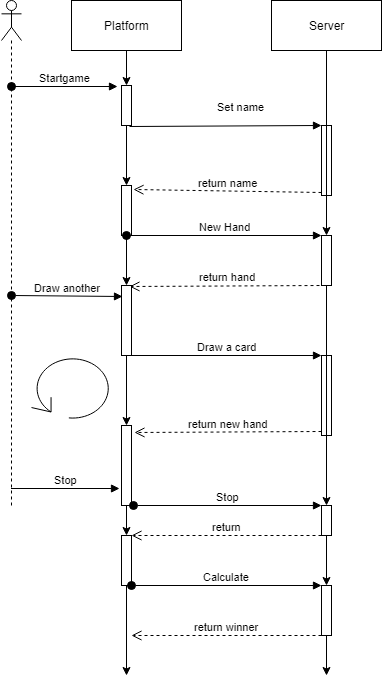 Platform
Server
Startgame
Set name
return name
New Hand
return hand
Draw another
Draw a card
return new hand
Stop
Stop
return
Calculate
return winner